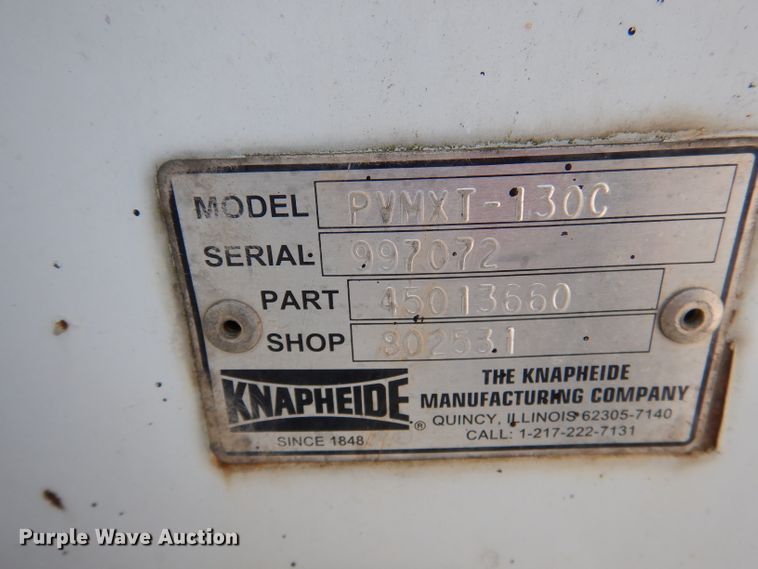 MODEL PVMXT-130C
SERIAL 997072
PART 45013660
SHOP 802531
KNAPHEIDE®
SINCE 1848
THE KNAPHEIDE
MANUFACTURING COMPANY
QUINCY, ILLINOIS 62305-7140
CALL: 1-217-222-7131
Purple Wave Auction